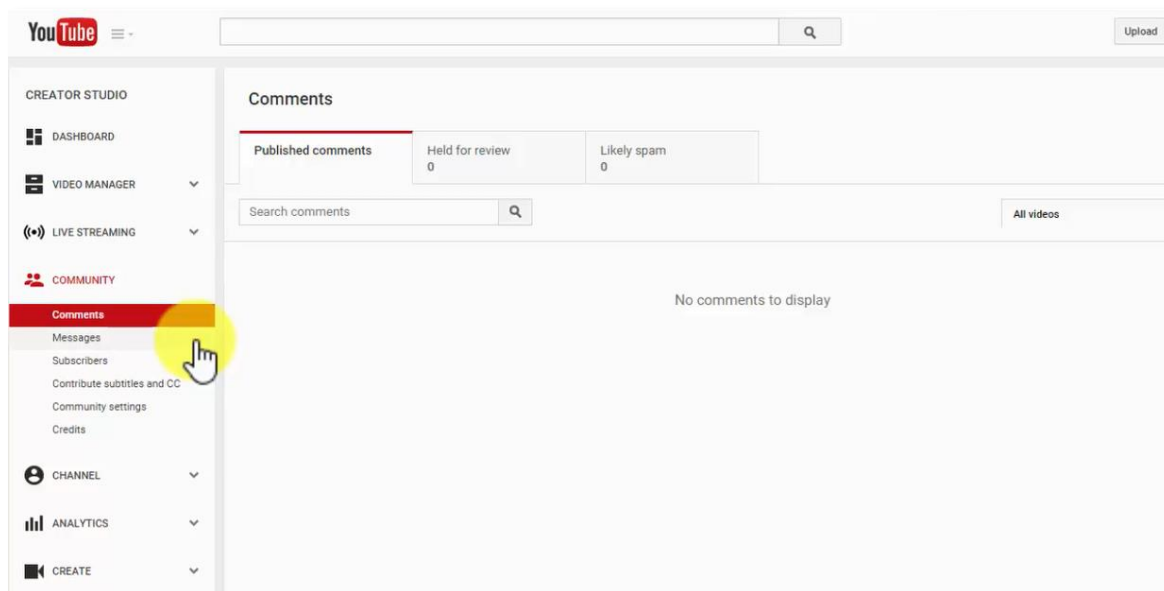 YouTube
Upload
CREATOR STUDIO
DASHBOARD
VIDEO MANAGER
LIVE STREAMING
COMMUNITY
Comments
Messages
Subscribers
Contribute subtitles and CC
Community settings
Credits
CHANNEL
ANALYTICS
CREATE
Comments
Published comments
Held for review
0
Likely spam
0
Search comments
All videos
No comments to display